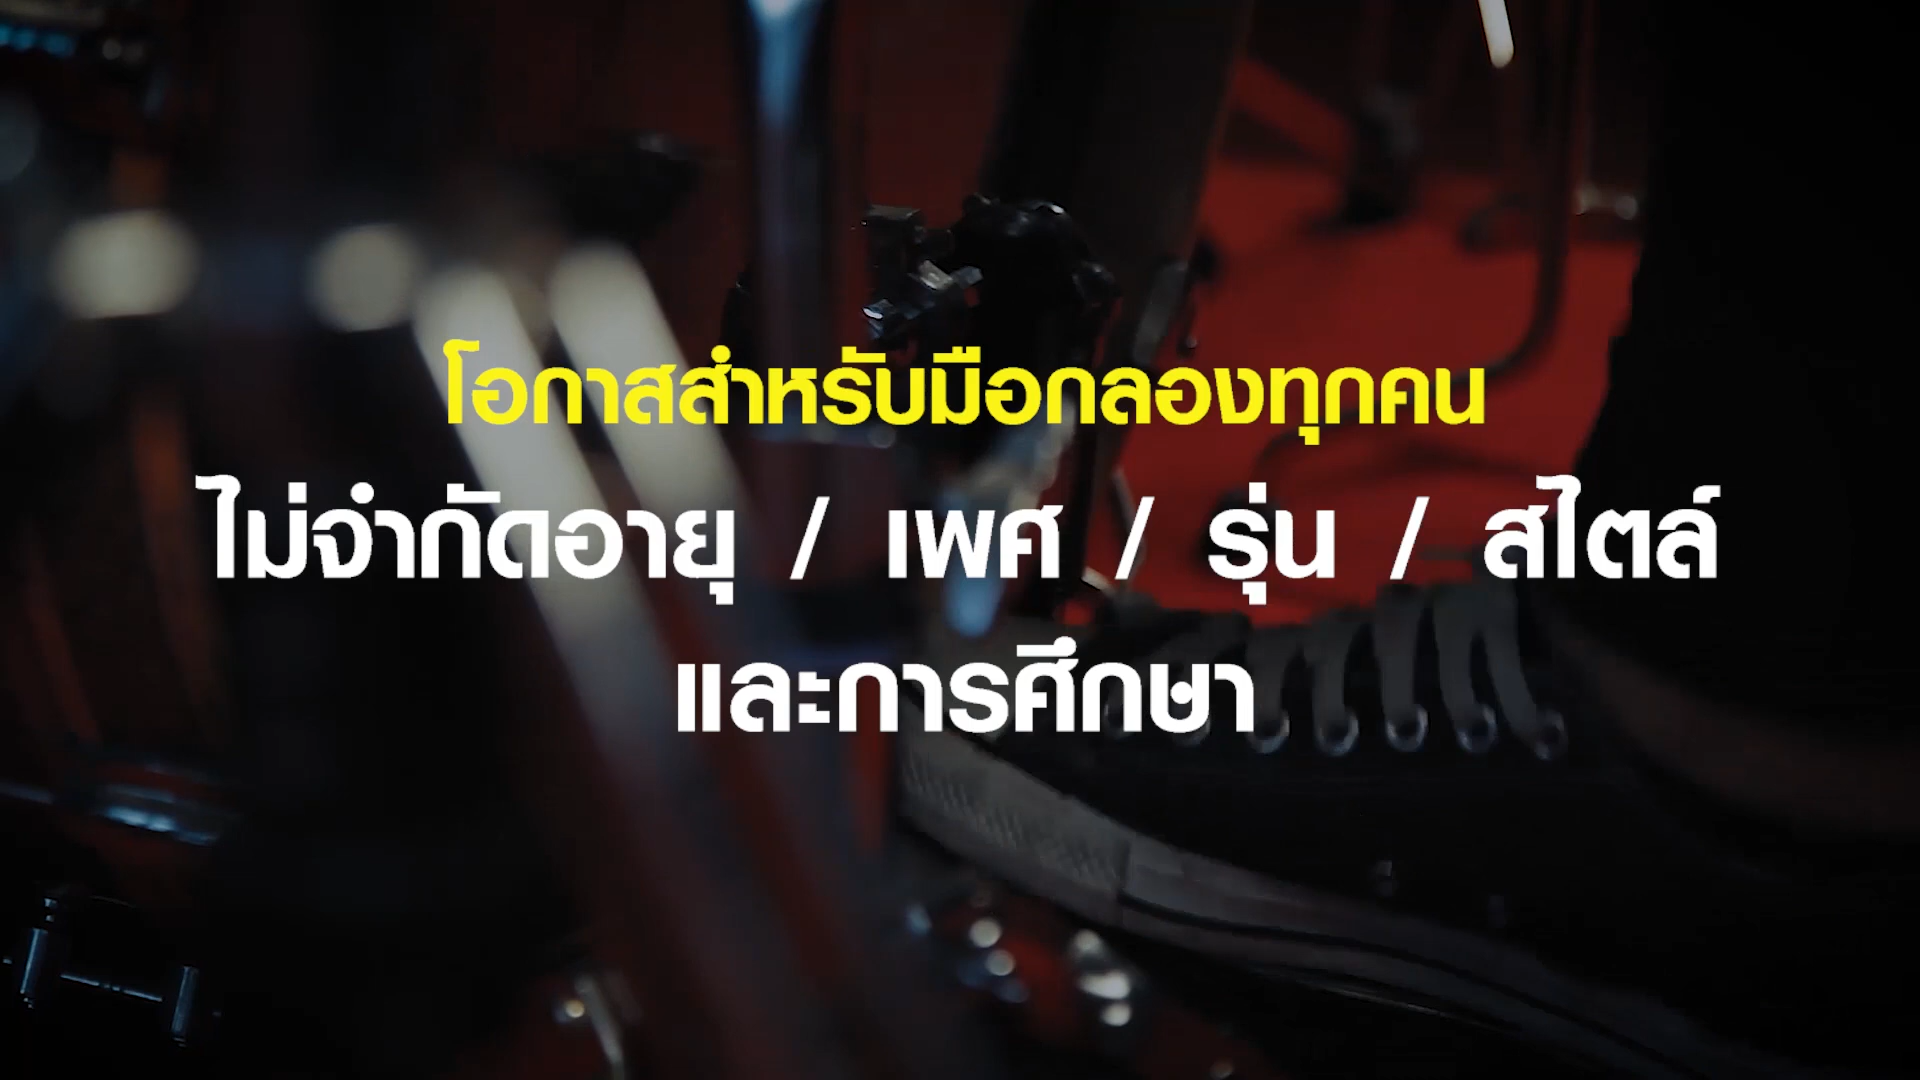 โอกาสสำหรับมือกลองทุกคน
ไม่จำกัดอายุ / เพศ / รุ่น / สไตล์
และการศึกษา